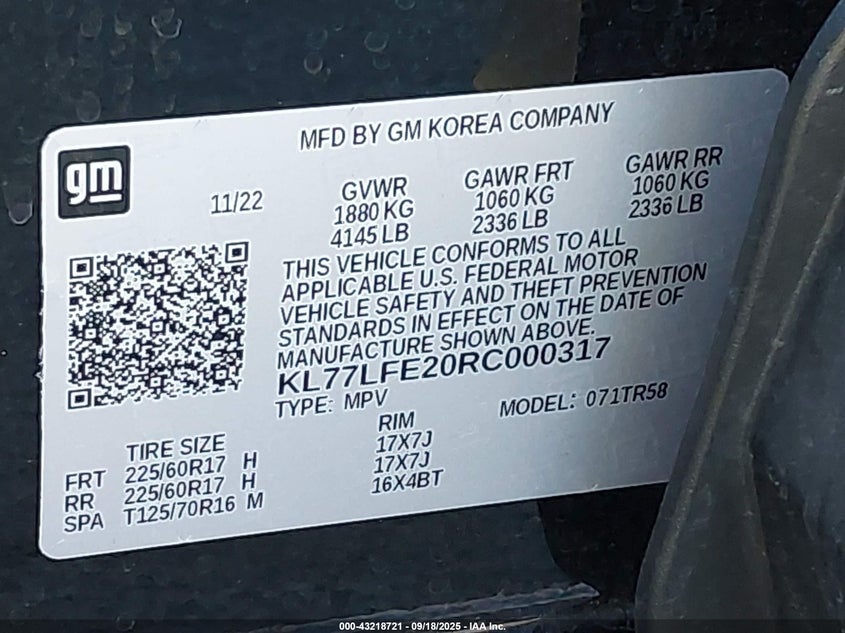 MFD BY GM KOREA COMPANY
gm
11/22
GVWR
1880 KG
4145 LB
GAWR FRT
1060 KG
2336 LB
GAWR RR
1060 KG
2336 LB
THIS VEHICLE CONFORMS TO ALL
APPLICABLE U.S. FEDERAL MOTOR
VEHICLE SAFETY AND THEFT PREVENTION
STANDARDS IN EFFECT ON THE DATE OF
MANUFACTURE SHOWN ABOVE.
KL77LFE20RC000317
TYPE: MPV
MODEL: 071TR58
TIRE SIZE
RIM
FRT 225/60R17 H 17X7J
RR 225/60R17 H 17X7J
SPA T125/70R16 M 16X4BT
000-43218721 - 09/18/2025 - IAA Inc.